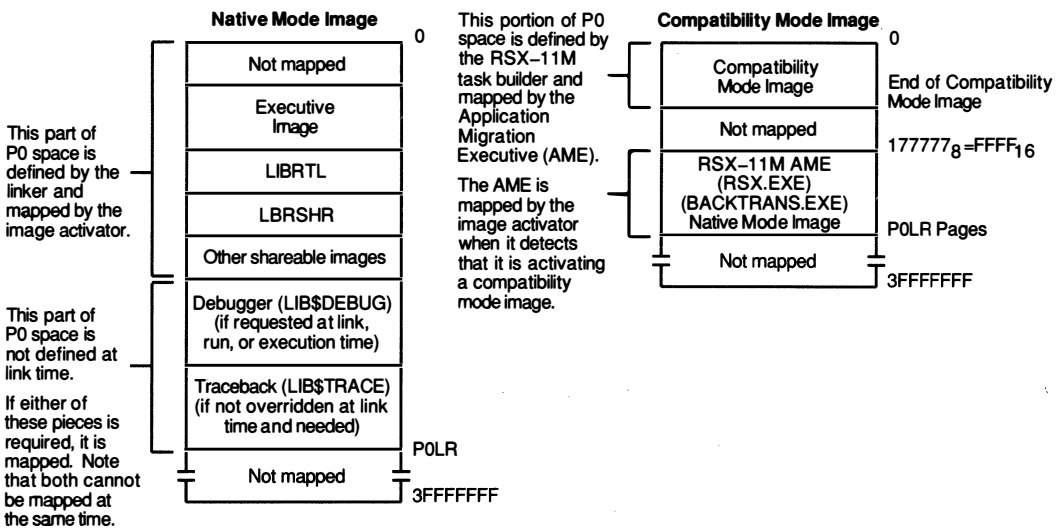 Native Mode Image
0
Not mapped
Executive
Image
LIBRTL
LBRSHR
Other shareable images
This part of
P0 space is
defined by the
linker and
mapped by the
image activator.
Debugger (LIB$DEBUG)
(if requested at link,
run, or execution time)
Traceback (LIB$TRACE)
(if not overridden at link
time and needed)
This part of
P0 space is
not defined at
link time.
If either of
these pieces is
required, it is
mapped. Note
that both cannot
be mapped at
the same time.
P0LR
Not mapped
3FFFFFFF
This portion of P0
space is defined by
the RSX–11M
task builder and
mapped by the
Application
Migration
Executive (AME).
The AME is
mapped by the
image activator
when it detects
that it is activating
a compatibility
mode image.
Compatibility Mode Image
0
Compatibility
Mode Image
End of Compatibility
Mode Image
Not mapped
177777₈=FFFF₁₆
RSX–11M AME
(RSX.EXE)
(BACKTRANS.EXE)
Native Mode Image
P0LR Pages
Not mapped
3FFFFFFF